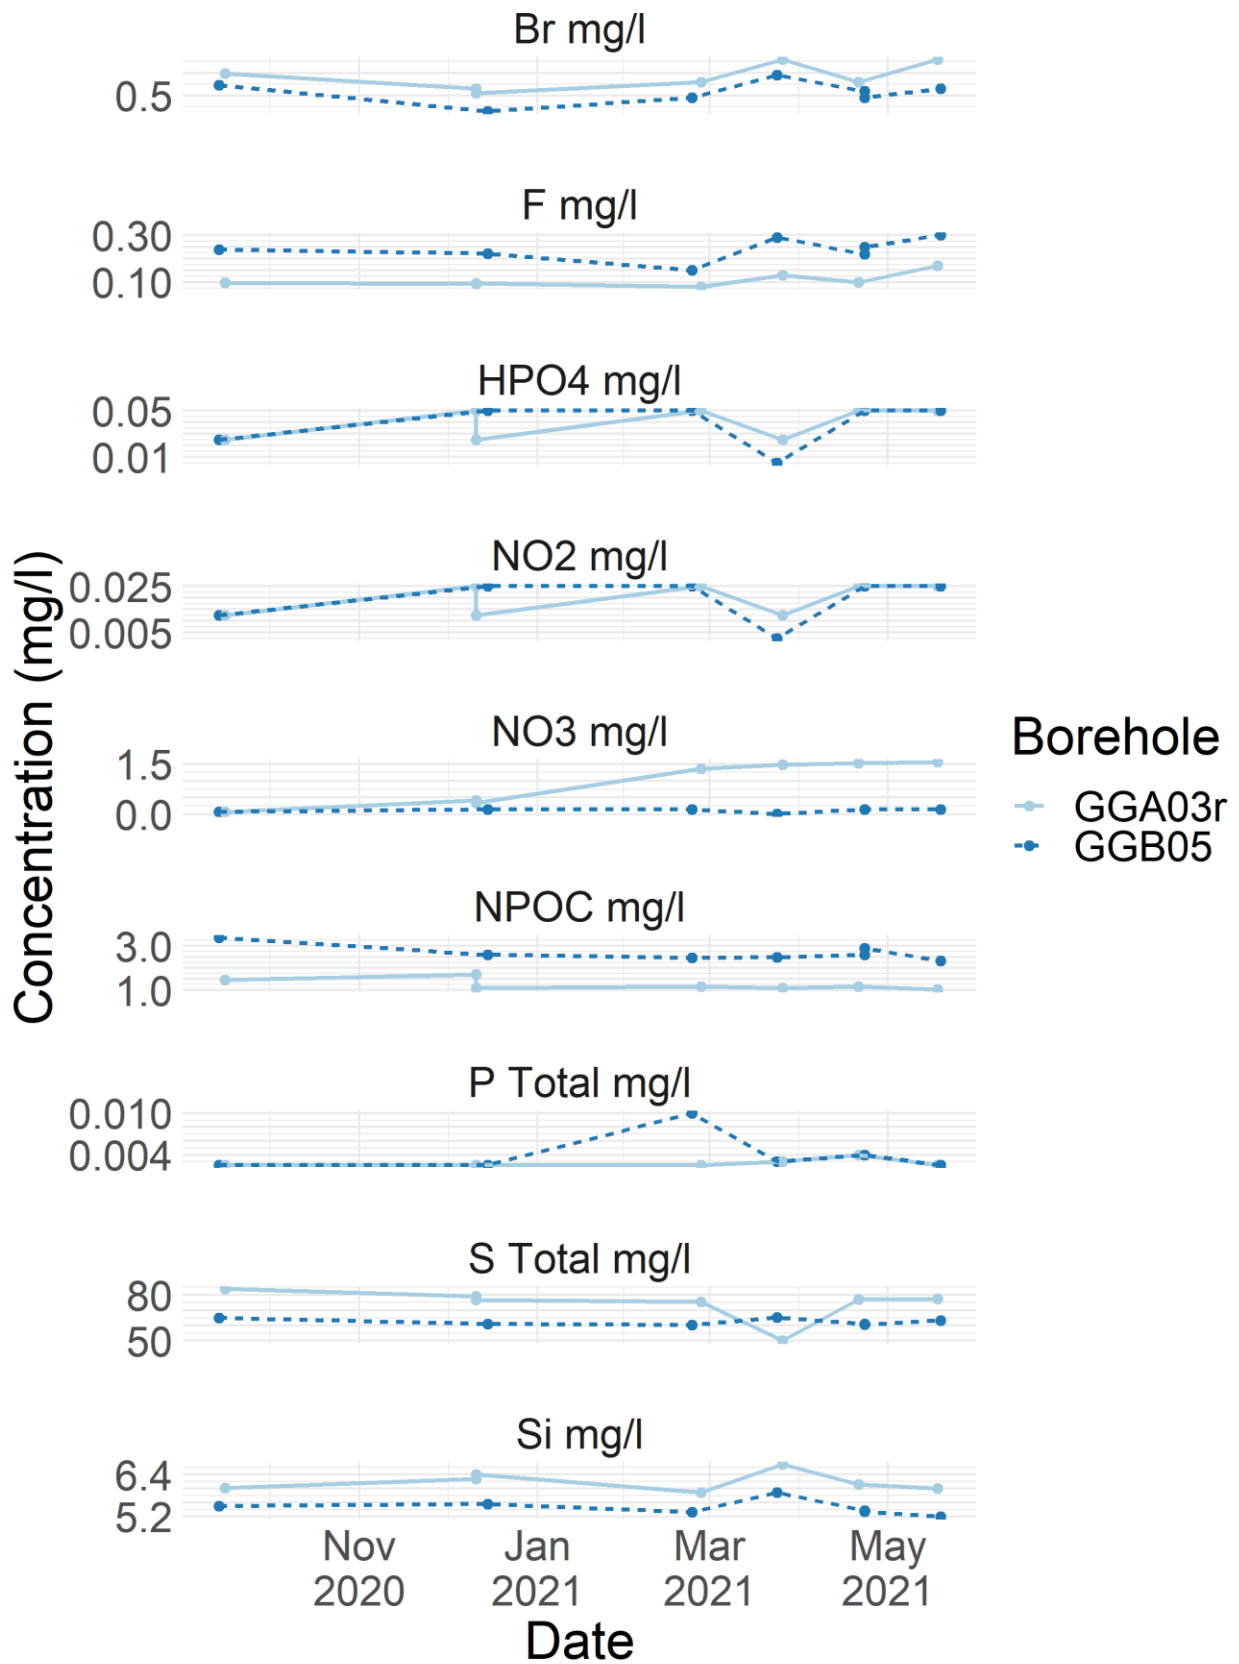 Br mg/l
0.5
F mg/l
0.30
0.10
HPO4 mg/l
0.05
0.01
NO2 mg/l
0.025
0.005
NO3 mg/l
1.5
0.0
NPOC mg/l
3.0
1.0
P Total mg/l
0.010
0.004
S Total mg/l
80
50
Si mg/l
6.4
5.2
Nov
2020
Jan
2021
Mar
2021
May
2021
Date
Concentration (mg/l)
Borehole
GGA03r
GGB05